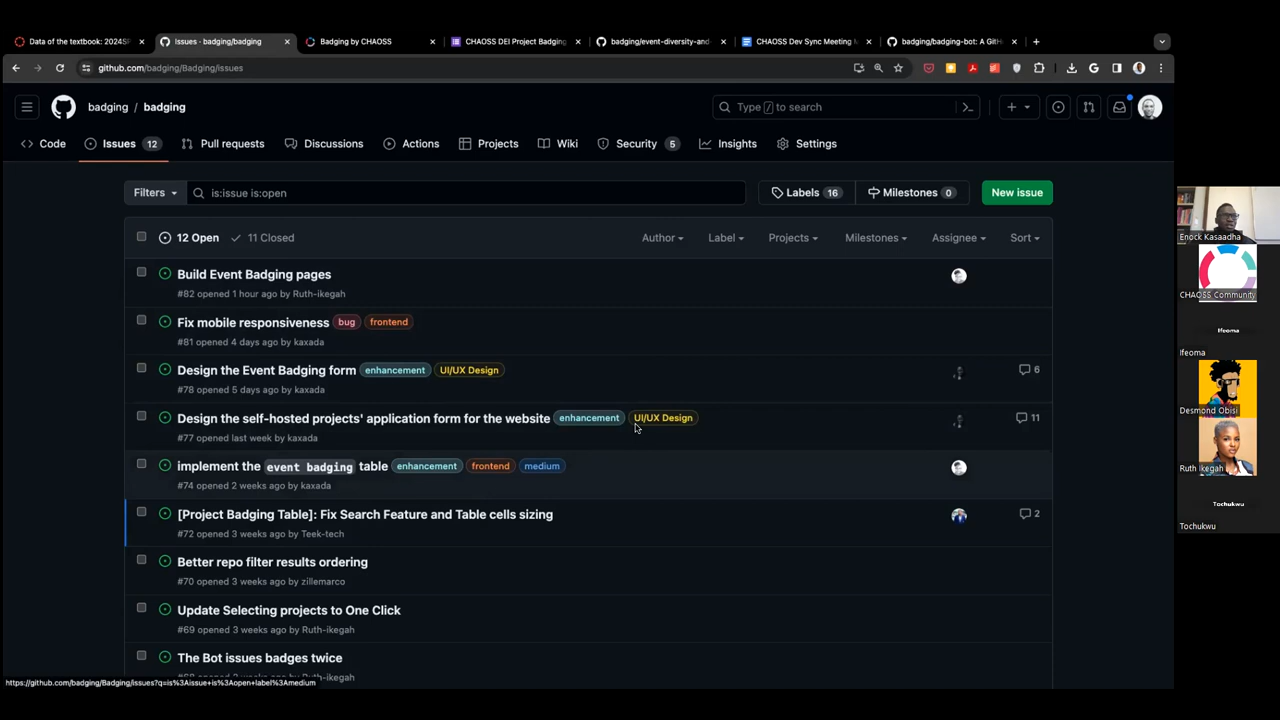 Data of the textbook: 2024SP
Issues · badging/badging
Badging by CHAOSS
CHAOSS DEI Project Badging
badging/event-diversity-and-
CHAOSS Dev Sync Meeting M
badging/badging-bot: A GitH
github.com/badging/Badging/issues
badging / badging
Type / to search
Code
Issues 12
Pull requests
Discussions
Actions
Projects
Wiki
Security 5
Insights
Settings
Filters
is:issue is:open
Labels 16
Milestones 0
New issue
12 Open
11 Closed
Author
Label
Projects
Milestones
Assignee
Sort
Build Event Badging pages
#82 opened 1 hour ago by Ruth-ikegah
Fix mobile responsiveness bug frontend
#81 opened 4 days ago by kaxada
Design the Event Badging form enhancement UI/UX Design 6
#78 opened 5 days ago by kaxada
Design the self-hosted projects' application form for the website enhancement UI/UX Design 11
#77 opened last week by kaxada
implement the event badging table enhancement frontend medium
#74 opened 2 weeks ago by kaxada
[Project Badging Table]: Fix Search Feature and Table cells sizing 2
#72 opened 3 weeks ago by Teek-tech
Better repo filter results ordering
#70 opened 3 weeks ago by zillemarco
Update Selecting projects to One Click
#69 opened 3 weeks ago by Ruth-ikegah
The Bot issues badges twice
#68 opened 3 weeks ago by Ruth-ikegah
https://github.com/badging/Badging/issues?q=is%3Aissue+is%3Aopen+label%3Amedium
Enock Kasaadha
CHAOSS Community
Ifeoma
Ifeoma
Desmond Obisi
Ruth Ikegah
Tochukwu
Tochukwu